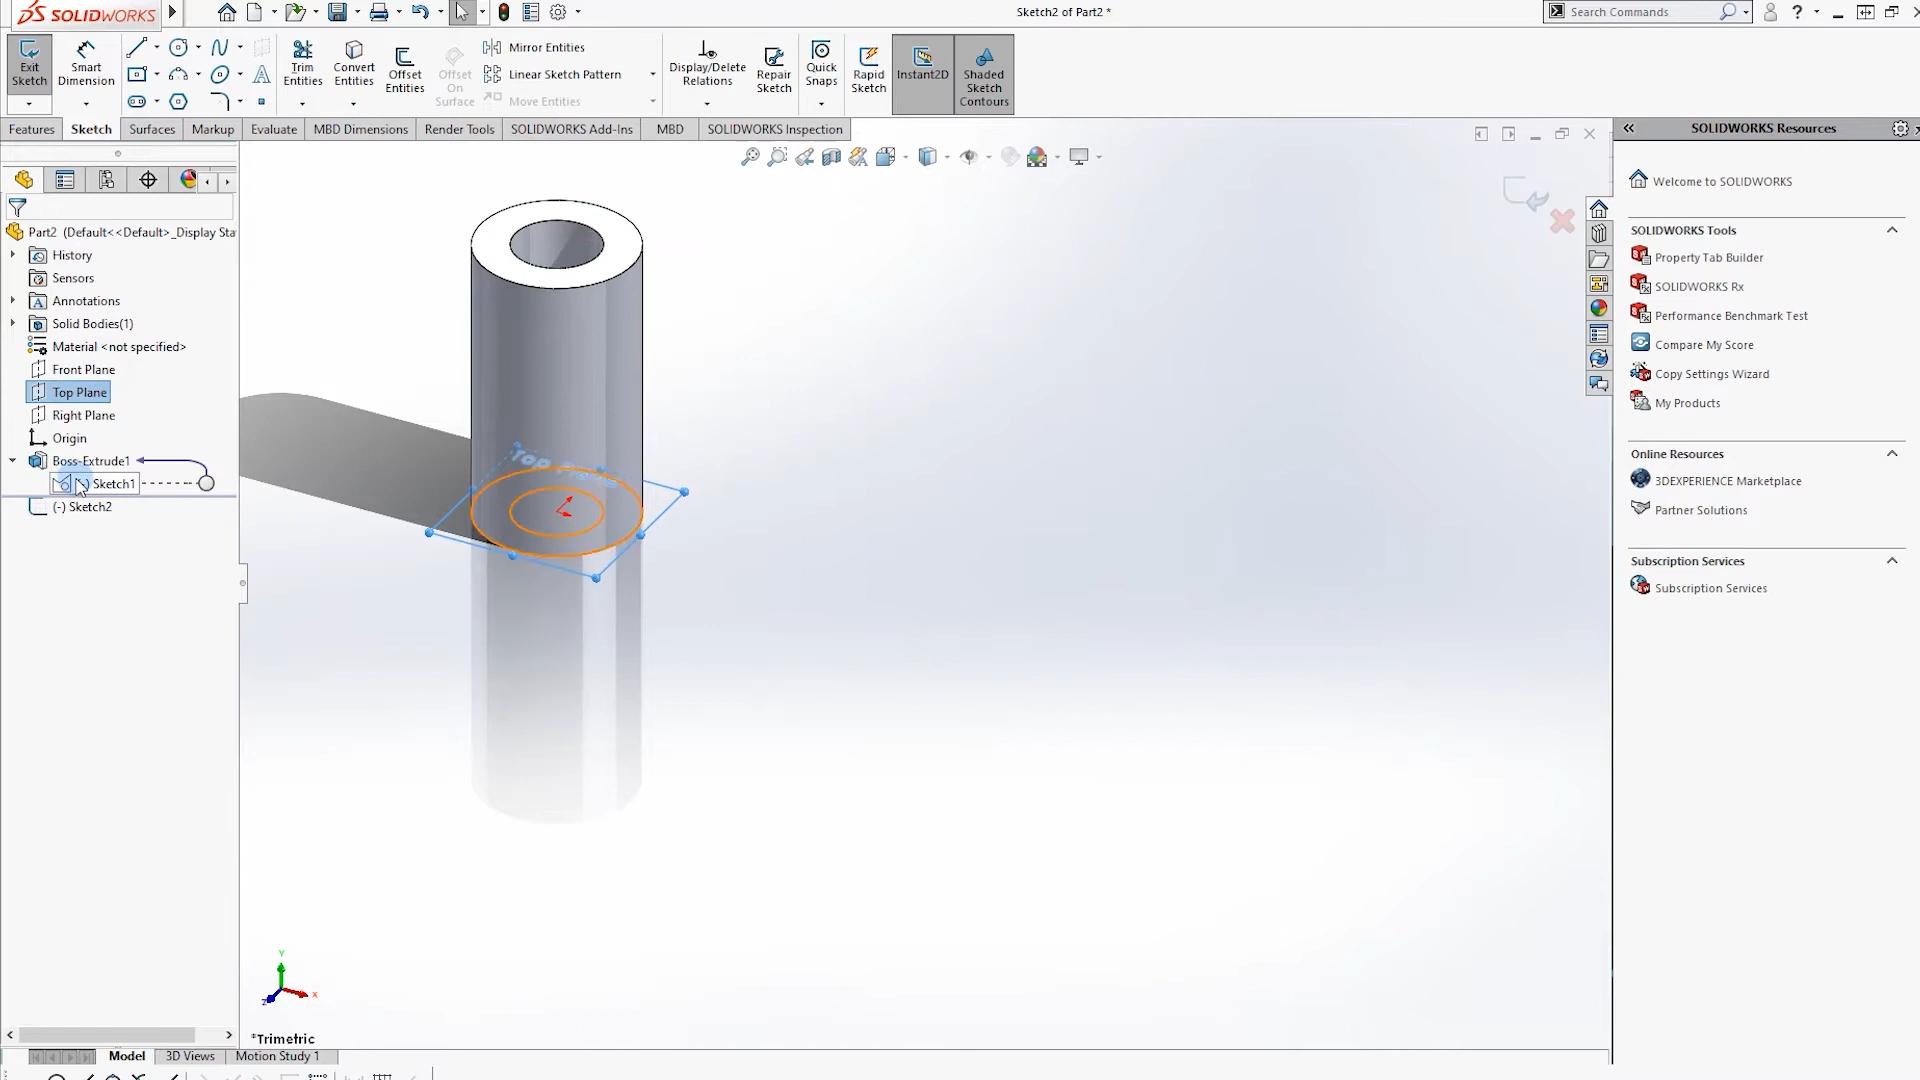 SOLIDWORKS
Sketch2 of Part2 *
Search Commands
Exit Sketch
Smart Dimension
Trim Entities
Convert Entities
Offset Entities
Offset On Surface
Mirror Entities
Linear Sketch Pattern
Move Entities
Display/Delete Relations
Repair Sketch
Quick Snaps
Rapid Sketch
Instant2D
Shaded Sketch Contours
Features
Sketch
Surfaces
Markup
Evaluate
MBD Dimensions
Render Tools
SOLIDWORKS Add-Ins
MBD
SOLIDWORKS Inspection
SOLIDWORKS Resources
Part2 (Default<<Default>_Display Sta
History
Sensors
Annotations
Solid Bodies(1)
Material <not specified>
Front Plane
Top Plane
Right Plane
Origin
Boss-Extrude1
Sketch1
(-) Sketch2
Top Plane
Y
X
Z
*Trimetric
Welcome to SOLIDWORKS
SOLIDWORKS Tools
Property Tab Builder
SOLIDWORKS Rx
Performance Benchmark Test
Compare My Score
Copy Settings Wizard
My Products
Online Resources
3DEXPERIENCE Marketplace
Partner Solutions
Subscription Services
Subscription Services
Model
3D Views
Motion Study 1